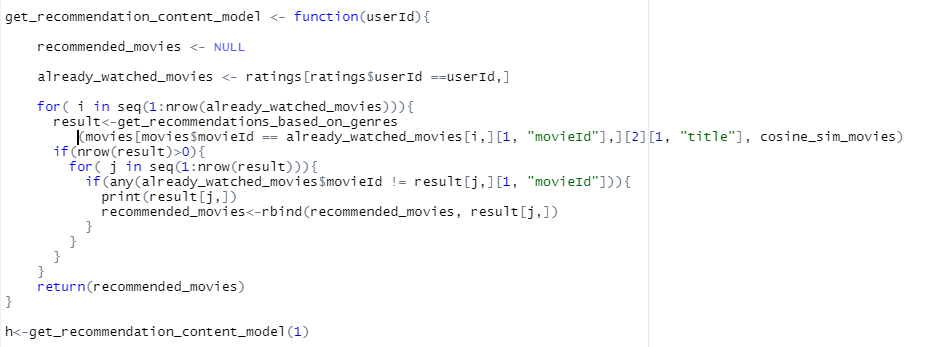 get_recommendation_content_model <- function(userId){
recommended_movies <- NULL
already_watched_movies <- ratings[ratings$userId ==userId,]
for( i in seq(1:nrow(already_watched_movies))){
result<-get_recommendations_based_on_genres
(movies[movies$movieId == already_watched_movies[i,][1, "movieId"],][2][1, "title"], cosine_sim_movies)
if(nrow(result)>0){
for( j in seq(1:nrow(result))){
if(any(already_watched_movies$movieId != result[j,][1, "movieId"])){
print(result[j,])
recommended_movies<-rbind(recommended_movies, result[j,])
}
}
}
}
return(recommended_movies)
}
h<-get_recommendation_content_model(1)